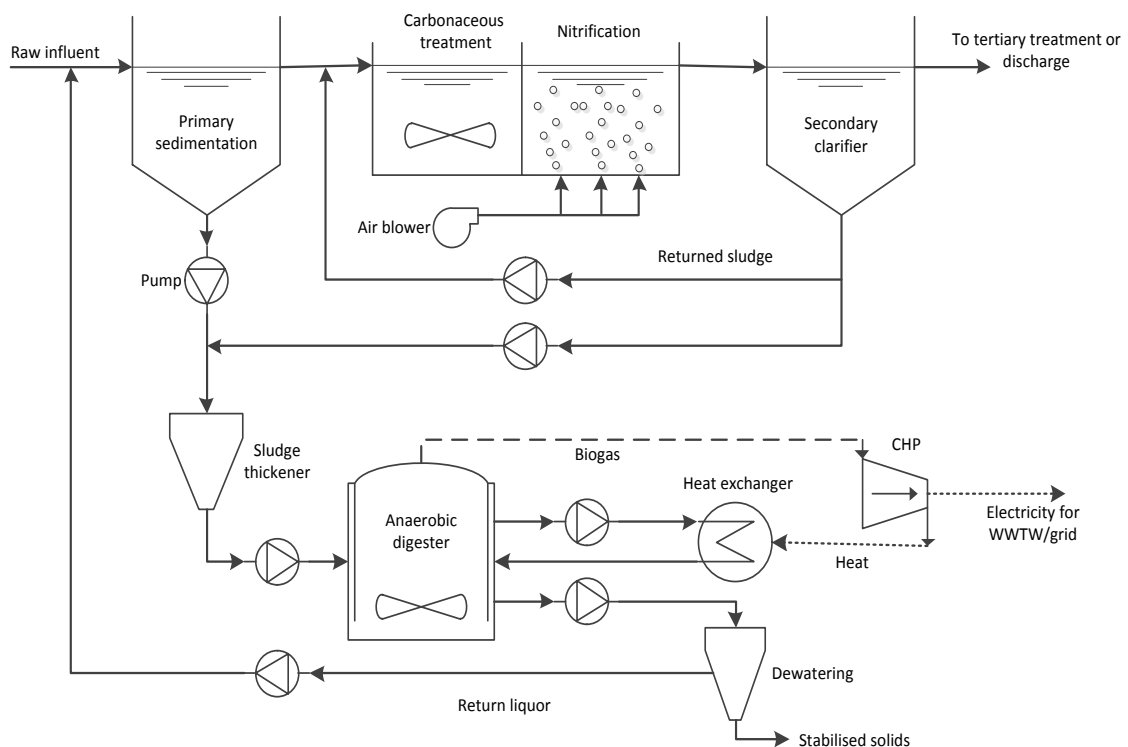 Carbonaceous
treatment
Nitrification
Raw influent
To tertiary treatment or
discharge
Primary
sedimentation
Secondary
clarifier
Air blower
Returned sludge
Pump
Sludge
thickener
Biogas
CHP
Heat exchanger
Anaerobic
digester
Electricity for
WWTW/grid
Heat
Dewatering
Return liquor
Stabilised solids